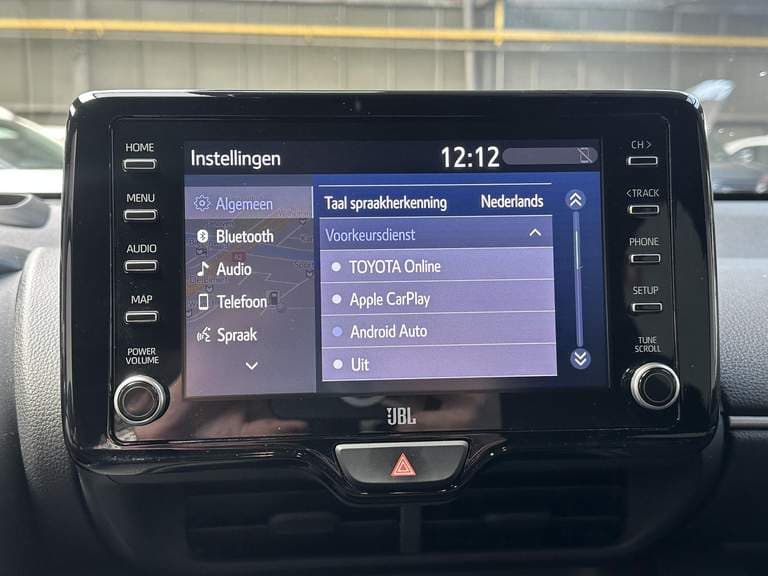 HOME
MENU
AUDIO
MAP
POWER
VOLUME
Instellingen
12:12
Algemeen
Bluetooth
Audio
Telefoon
Spraak
Taal spraakherkenning Nederlands
Voorkeursdienst
TOYOTA Online
Apple CarPlay
Android Auto
Uit
CH >
< TRACK
PHONE
SETUP
TUNE
SCROLL
JBL